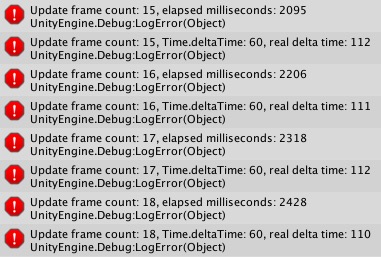 Update frame count: 15, elapsed milliseconds: 2095
UnityEngine.Debug:LogError(Object)
Update frame count: 15, Time.deltaTime: 60, real delta time: 112
UnityEngine.Debug:LogError(Object)
Update frame count: 16, elapsed milliseconds: 2206
UnityEngine.Debug:LogError(Object)
Update frame count: 16, Time.deltaTime: 60, real delta time: 111
UnityEngine.Debug:LogError(Object)
Update frame count: 17, elapsed milliseconds: 2318
UnityEngine.Debug:LogError(Object)
Update frame count: 17, Time.deltaTime: 60, real delta time: 112
UnityEngine.Debug:LogError(Object)
Update frame count: 18, elapsed milliseconds: 2428
UnityEngine.Debug:LogError(Object)
Update frame count: 18, Time.deltaTime: 60, real delta time: 110
UnityEngine.Debug:LogError(Object)